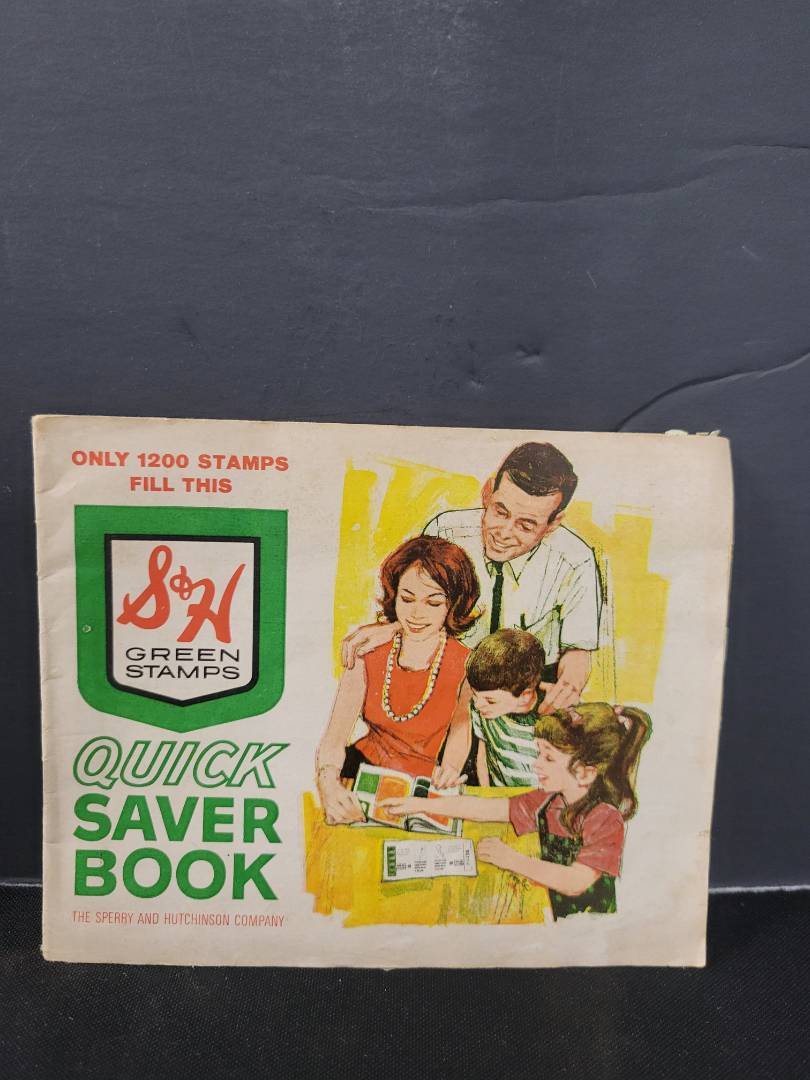 ONLY 1200 STAMPS
FILL THIS
S&H
GREEN
STAMPS
QUICK
SAVER
BOOK
THE SPERRY AND HUTCHINSON COMPANY